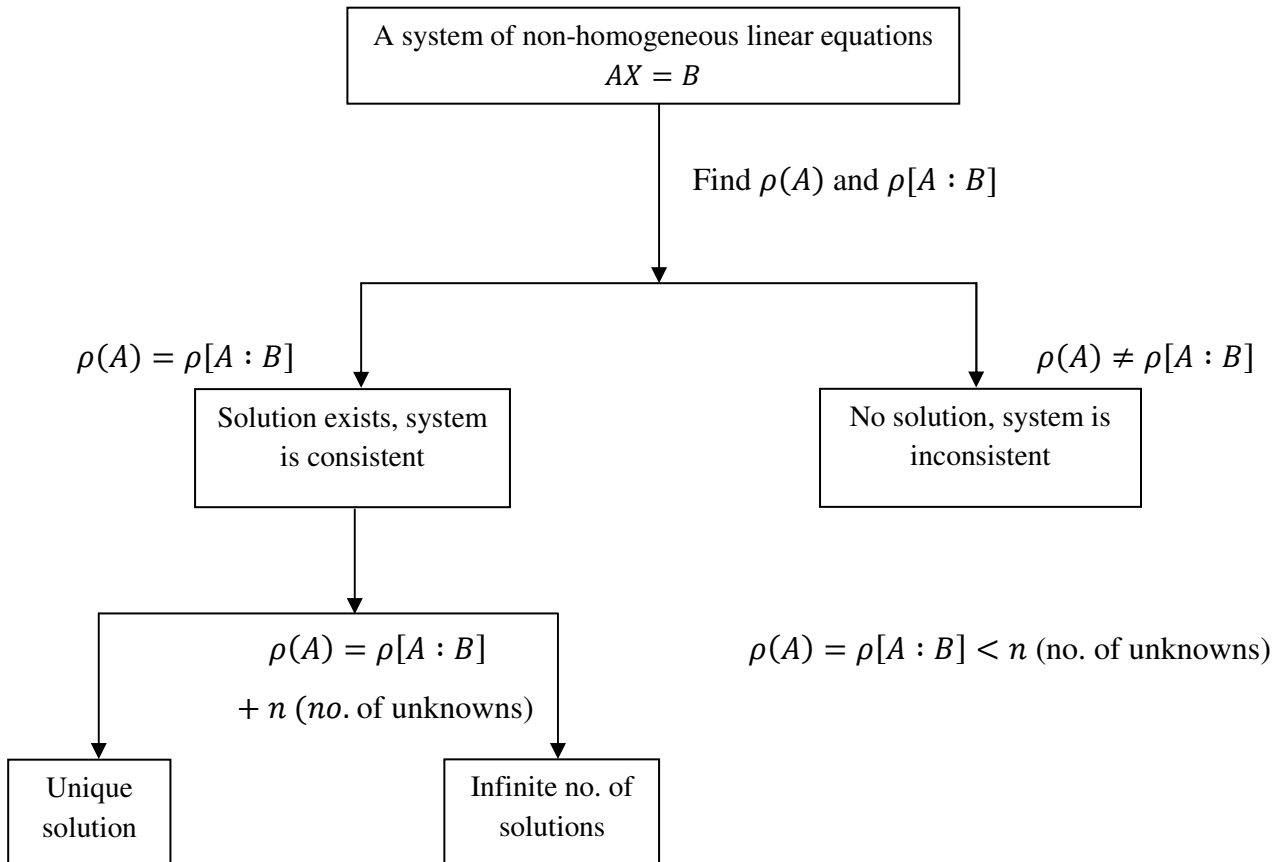 A system of non-homogeneous linear equations
AX = B
Find ρ(A) and ρ[A : B]
ρ(A) = ρ[A : B]
ρ(A) ≠ ρ[A : B]
Solution exists, system
is consistent
No solution, system is
inconsistent
ρ(A) = ρ[A : B]
+ n (no. of unknowns)
ρ(A) = ρ[A : B] < n (no. of unknowns)
Unique
solution
Infinite no. of
solutions